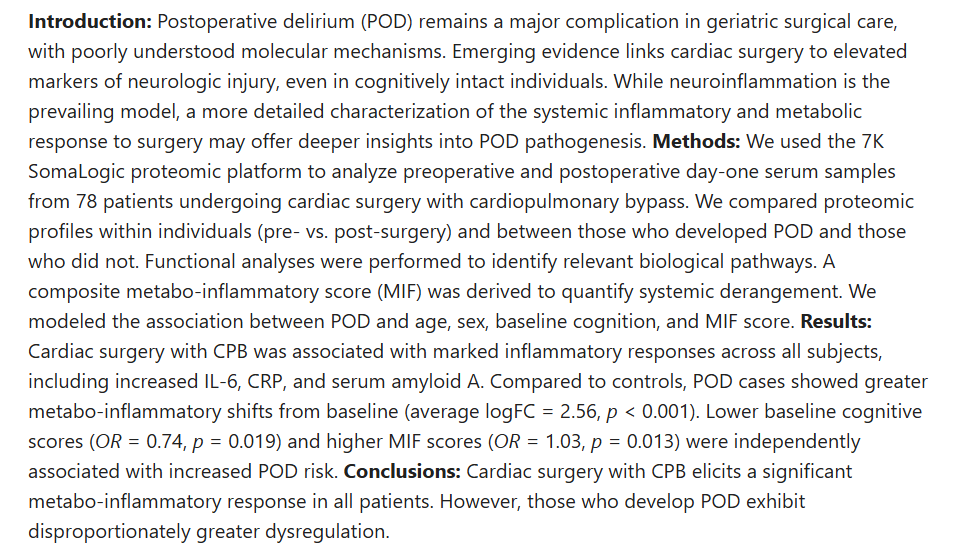 Introduction: Postoperative delirium (POD) remains a major complication in geriatric surgical care,
with poorly understood molecular mechanisms. Emerging evidence links cardiac surgery to elevated
markers of neurologic injury, even in cognitively intact individuals. While neuroinflammation is the
prevailing model, a more detailed characterization of the systemic inflammatory and metabolic
response to surgery may offer deeper insights into POD pathogenesis. Methods: We used the 7K
SomaLogic proteomic platform to analyze preoperative and postoperative day-one serum samples
from 78 patients undergoing cardiac surgery with cardiopulmonary bypass. We compared proteomic
profiles within individuals (pre- vs. post-surgery) and between those who developed POD and those
who did not. Functional analyses were performed to identify relevant biological pathways. A
composite metabo-inflammatory score (MIF) was derived to quantify systemic derangement. We
modeled the association between POD and age, sex, baseline cognition, and MIF score. Results:
Cardiac surgery with CPB was associated with marked inflammatory responses across all subjects,
including increased IL-6, CRP, and serum amyloid A. Compared to controls, POD cases showed greater
metabo-inflammatory shifts from baseline (average logFC = 2.56, p < 0.001). Lower baseline cognitive
scores (OR = 0.74, p = 0.019) and higher MIF scores (OR = 1.03, p = 0.013) were independently
associated with increased POD risk. Conclusions: Cardiac surgery with CPB elicits a significant
metabo-inflammatory response in all patients. However, those who develop POD exhibit
disproportionately greater dysregulation.